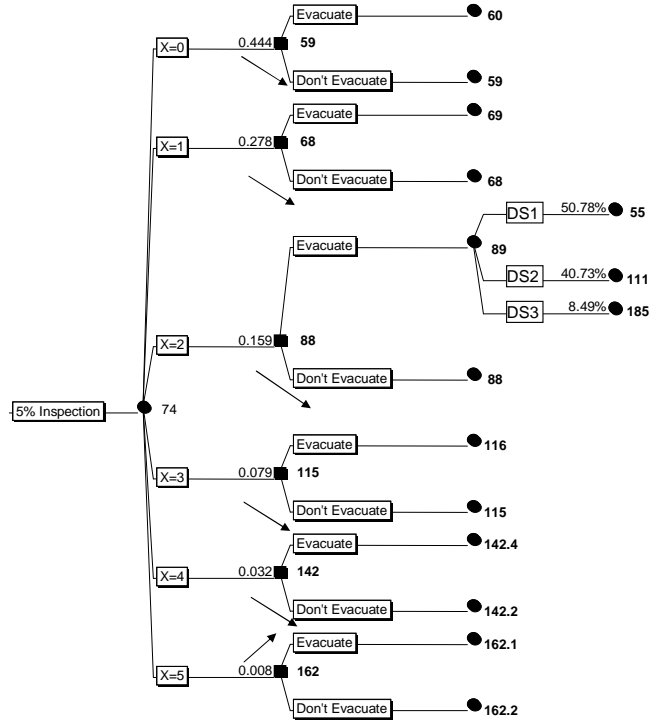 Evacuate 60
X=0 0.444 59
Don't Evacuate 59
Evacuate 69
X=1 0.278 68
Don't Evacuate 68
DS1 50.78% 55
Evacuate 89
DS2 40.73% 111
DS3 8.49% 185
X=2 0.159 88
Don't Evacuate 88
5% Inspection 74
Evacuate 116
X=3 0.079 115
Don't Evacuate 115
Evacuate 142.4
X=4 0.032 142
Don't Evacuate 142.2
Evacuate 162.1
X=5 0.008 162
Don't Evacuate 162.2